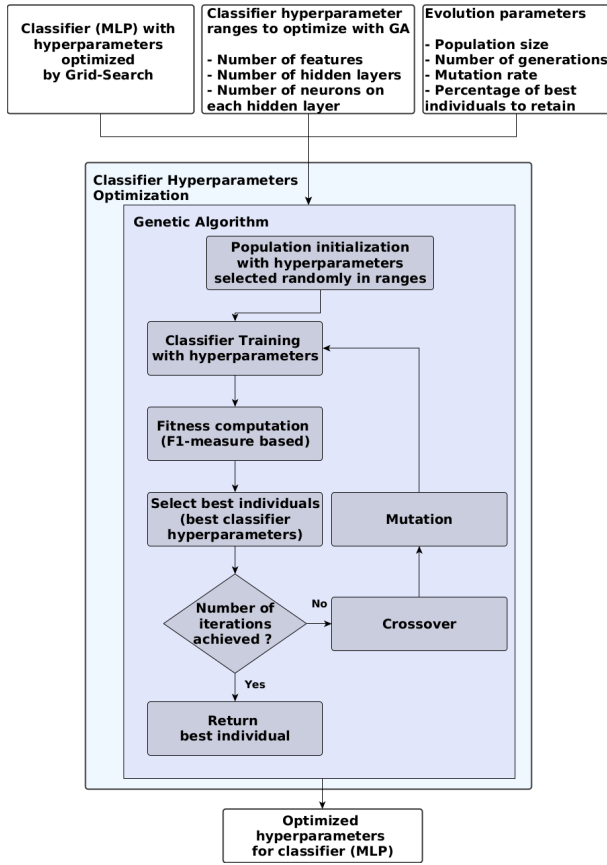 Classifier (MLP) with
hyperparameters
optimized
by Grid-Search
Classifier hyperparameter
ranges to optimize with GA
- Number of features
- Number of hidden layers
- Number of neurons on
each hidden layer
Evolution parameters
- Population size
- Number of generations
- Mutation rate
- Percentage of best
individuals to retain
Classifier Hyperparameters
Optimization
Genetic Algorithm
Population initialization
with hyperparameters
selected randomly in ranges
Classifier Training
with hyperparameters
Fitness computation
(F1-measure based)
Select best individuals
(best classifier
hyperparameters)
Mutation
Number of
iterations
achieved ?
No
Crossover
Yes
Return
best individual
Optimized
hyperparameters
for classifier (MLP)